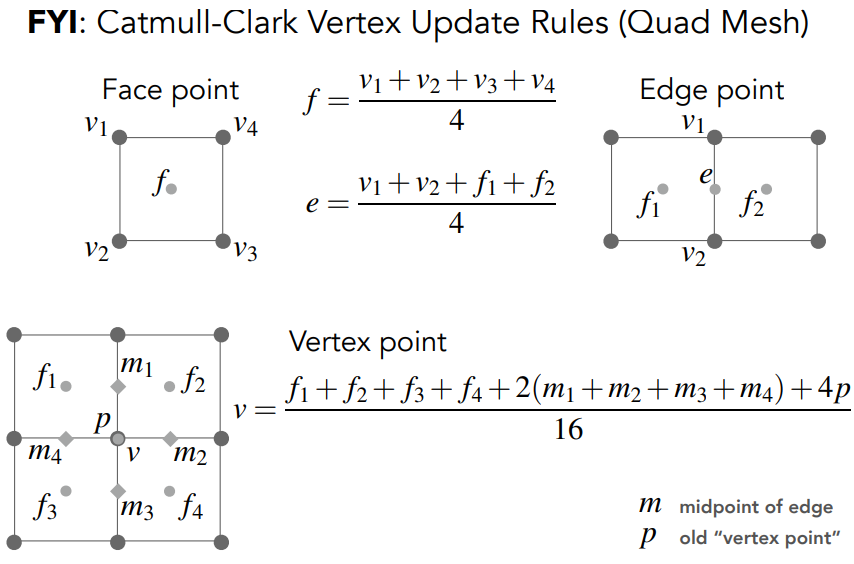 FYI: Catmull-Clark Vertex Update Rules (Quad Mesh)
Face point
v1 v4
f
v2 v3
f = (v1 + v2 + v3 + v4) / 4
e = (v1 + v2 + f1 + f2) / 4
Edge point
v1
e
f1 f2
v2
Vertex point
f1 m1 f2
p
m4 v m2
f3 m3 f4
v = (f1 + f2 + f3 + f4 + 2(m1 + m2 + m3 + m4) + 4p) / 16
m midpoint of edge
p old "vertex point"